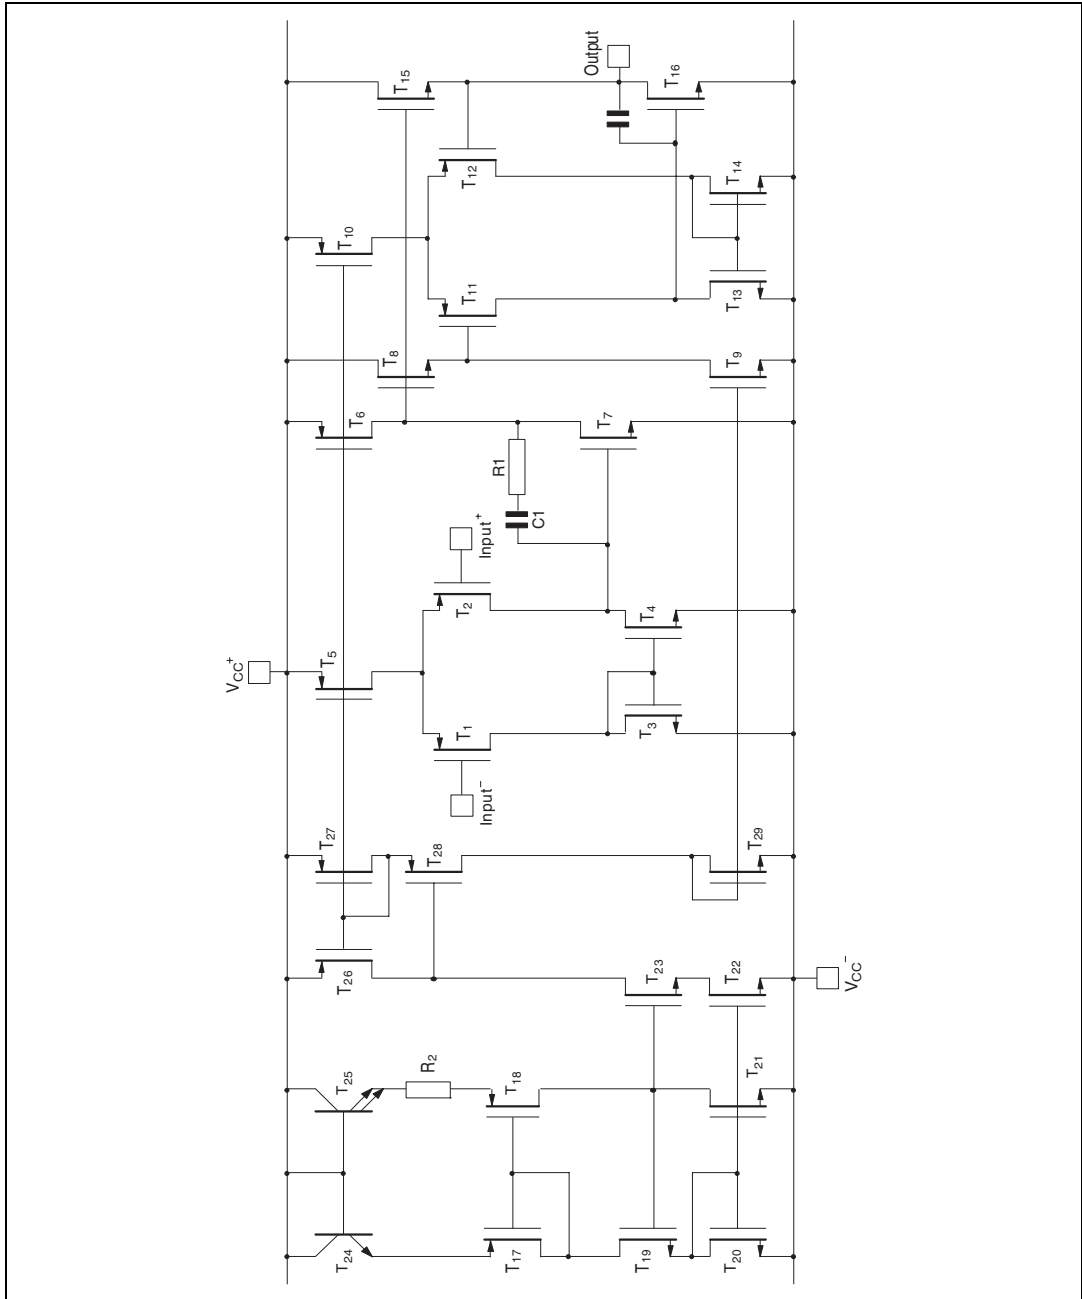 Output
T15
T16
T12
T14
T10
T11
T13
T8
T9
T6
T7
R1
C1
Input+
T2
T4
VCC+
T5
T1
T3
Input-
T27
T28
T29
T26
T23
T22
VCC-
R2
T25
T18
T21
T24
T17
T19
T20